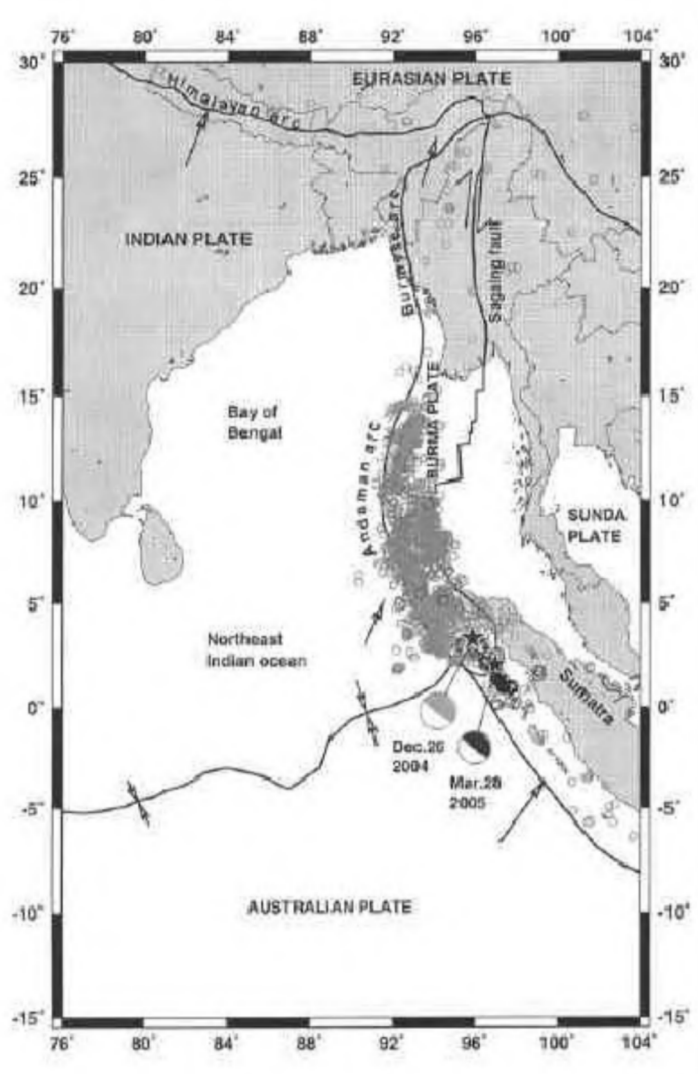 76° 80° 84° 88° 92° 96° 100° 104°
30° 30°
EURASIAN PLATE
Himalayan arc
25° 25°
INDIAN PLATE
Burmese arc
Sagaing fault
20° 20°
15° 15°
Bay of
Bengal
Andaman arc
BURMA PLATE
10° 10°
SUNDA
PLATE
5° 5°
Northeast
Indian ocean
Sumatra
0° 0°
Dec.26
2004
Mar.28
2005
-5° -5°
AUSTRALIAN PLATE
-10° -10°
-15° -15°
76° 80° 84° 88° 92° 96° 100° 104°